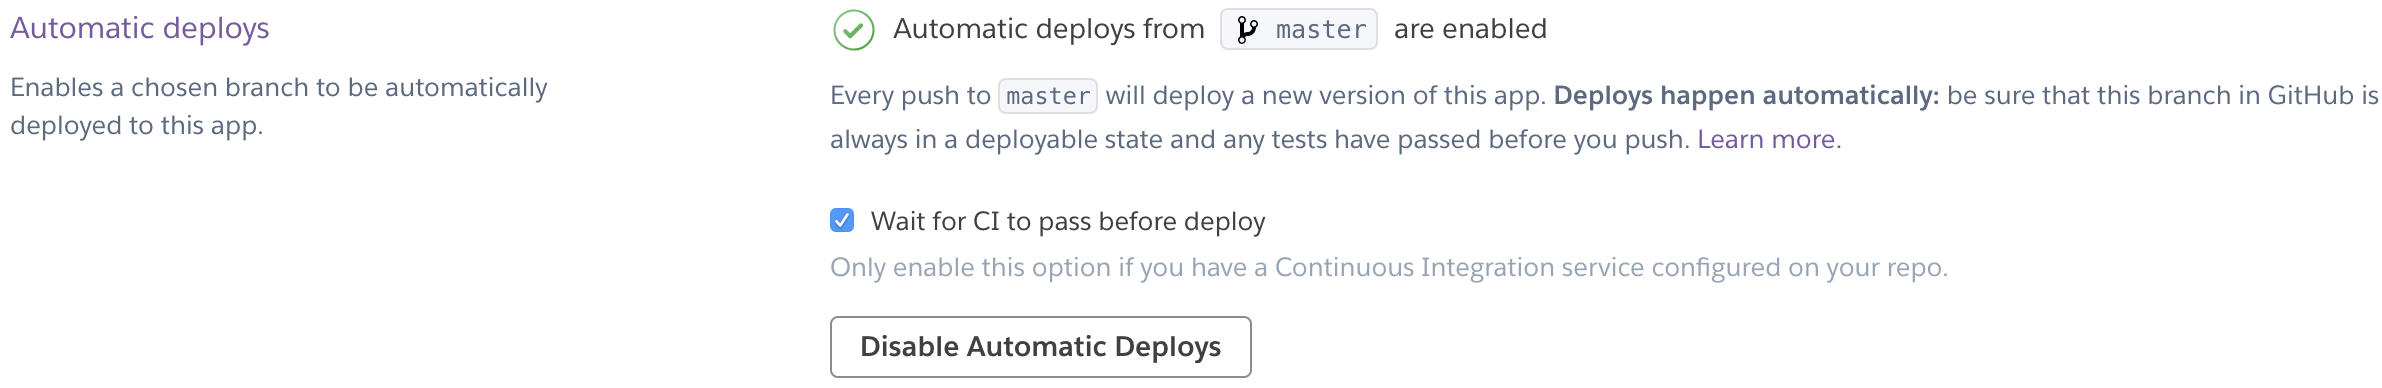 Automatic deploys
Enables a chosen branch to be automatically
deployed to this app.
Automatic deploys from master are enabled
Every push to master will deploy a new version of this app. Deploys happen automatically: be sure that this branch in GitHub is
always in a deployable state and any tests have passed before you push. Learn more.
Wait for CI to pass before deploy
Only enable this option if you have a Continuous Integration service configured on your repo.
Disable Automatic Deploys